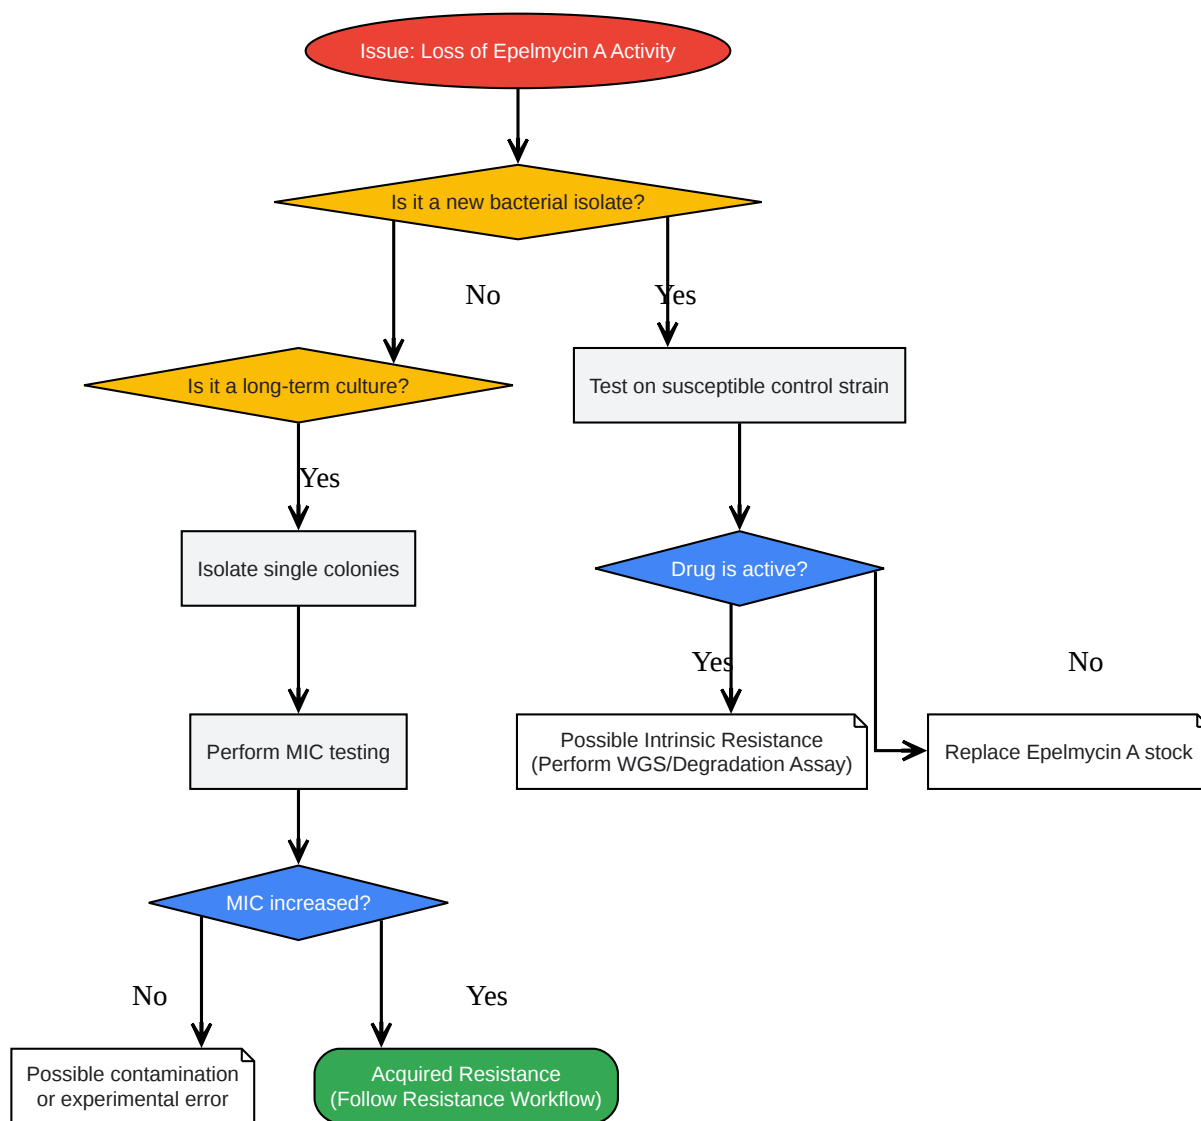 Issue: Loss of Epelmycin A Activity
Is it a new bacterial isolate?
No
Yes
Is it a long-term culture?
Test on susceptible control strain
Yes
Isolate single colonies
Drug is active?
Yes
No
Perform MIC testing
Possible Intrinsic Resistance
(Perform WGS/Degradation Assay)
Replace Epelmycin A stock
MIC increased?
No
Yes
Possible contamination
or experimental error
Acquired Resistance
(Follow Resistance Workflow)